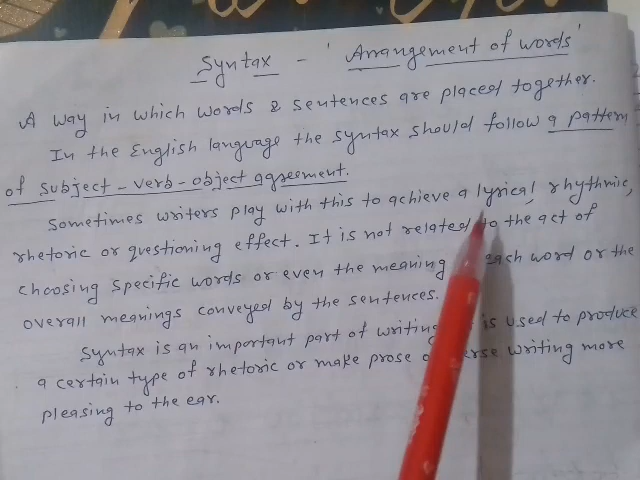 Syntax - 'Arrangement of words'
A way in which words & sentences are placed together.
In the English language the syntax should follow a pattern
of subject-verb-object agreement.
Sometimes writers play with this to achieve a lyrical, rhythmic,
rhetoric or questioning effect. It is not related to the act of
choosing specific words or even the meaning each word or the
overall meanings conveyed by the sentences.
Syntax is an important part of writing is used to produce
a certain type of rhetoric or make prose writing more
pleasing to the ear.